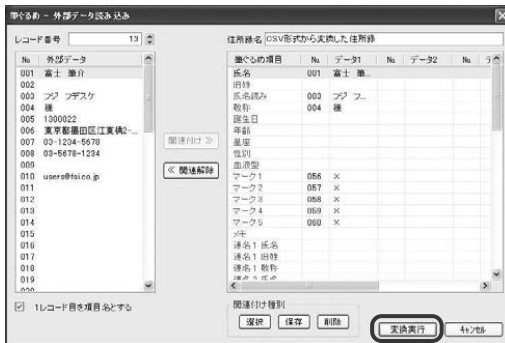 筆ぐるめ - 外部データ読み込み
レコード番号 13
住所録名 CSV形式から変換した住所録
No. 外部データ
001 富士 筆介
002
003 フジ フデスケ
004 様
005 1300022
006 東京都墨田区江東橋2-...
007 03-1234-5678
008 03-5678-1234
009
010 users@fsi.co.jp
011
012
013
014
015
016
017
018
019
020
関連付け ≫
≪ 関連解除
筆ぐるめ項目 No. データ1 No. データ2 No.
氏名 001 富士 筆...
旧姓
氏名読み 003 フジ フ...
敬称 004 様
誕生日
年齢
星座
性別
血液型
マーク1 056 ×
マーク2 057 ×
マーク3 058 ×
マーク4 059 ×
マーク5 060 ×
メモ
連名1 氏名
連名1 旧姓
連名1 敬称
1レコード目を項目名とする
関連付け種別
選択 保存 削除
変換実行 キャンセル